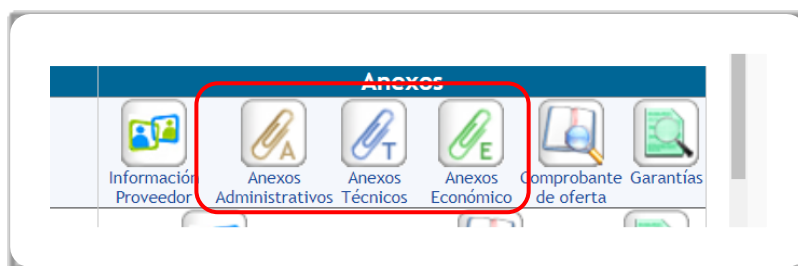 Anexos
A T E
Información Anexos Anexos Anexos Comprobante Garantías
Proveedor Administrativos Técnicos Económico de oferta